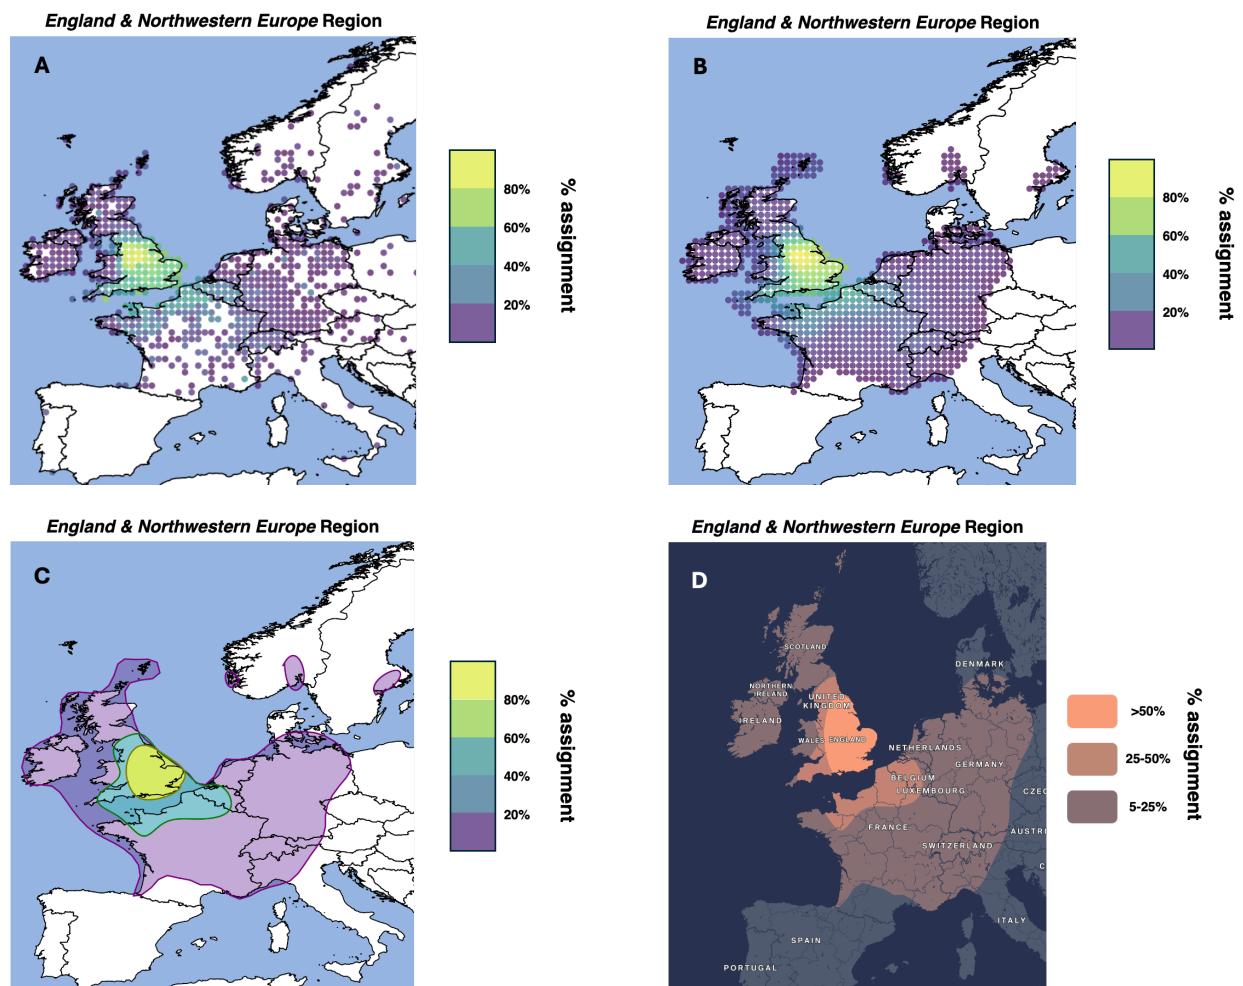 England & Northwestern Europe Region
A
80%
60%
40%
20%
% assignment
England & Northwestern Europe Region
B
80%
60%
40%
20%
% assignment
England & Northwestern Europe Region
C
80%
60%
40%
20%
% assignment
England & Northwestern Europe Region
D
SCOTLAND
DENMARK
NORTHERN
IRELAND
UNITED
KINGDOM
IRELAND
WALES
ENGLAND
NETHERLANDS
GERMANY
BELGIUM
LUXEMBOURG
CZEC
FRANCE
AUSTRI
SWITZERLAND
C
ITALY
SPAIN
PORTUGAL
>50%
25-50%
5-25%
% assignment